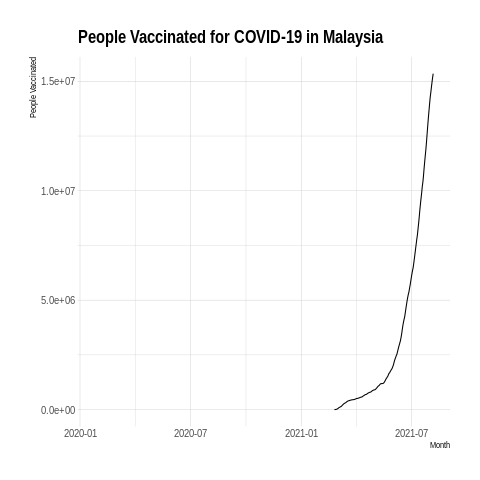 People Vaccinated for COVID-19 in Malaysia
People Vaccinated
1.5e+07
1.0e+07
5.0e+06
0.0e+00
2020-01 2020-07 2021-01 2021-07
Month